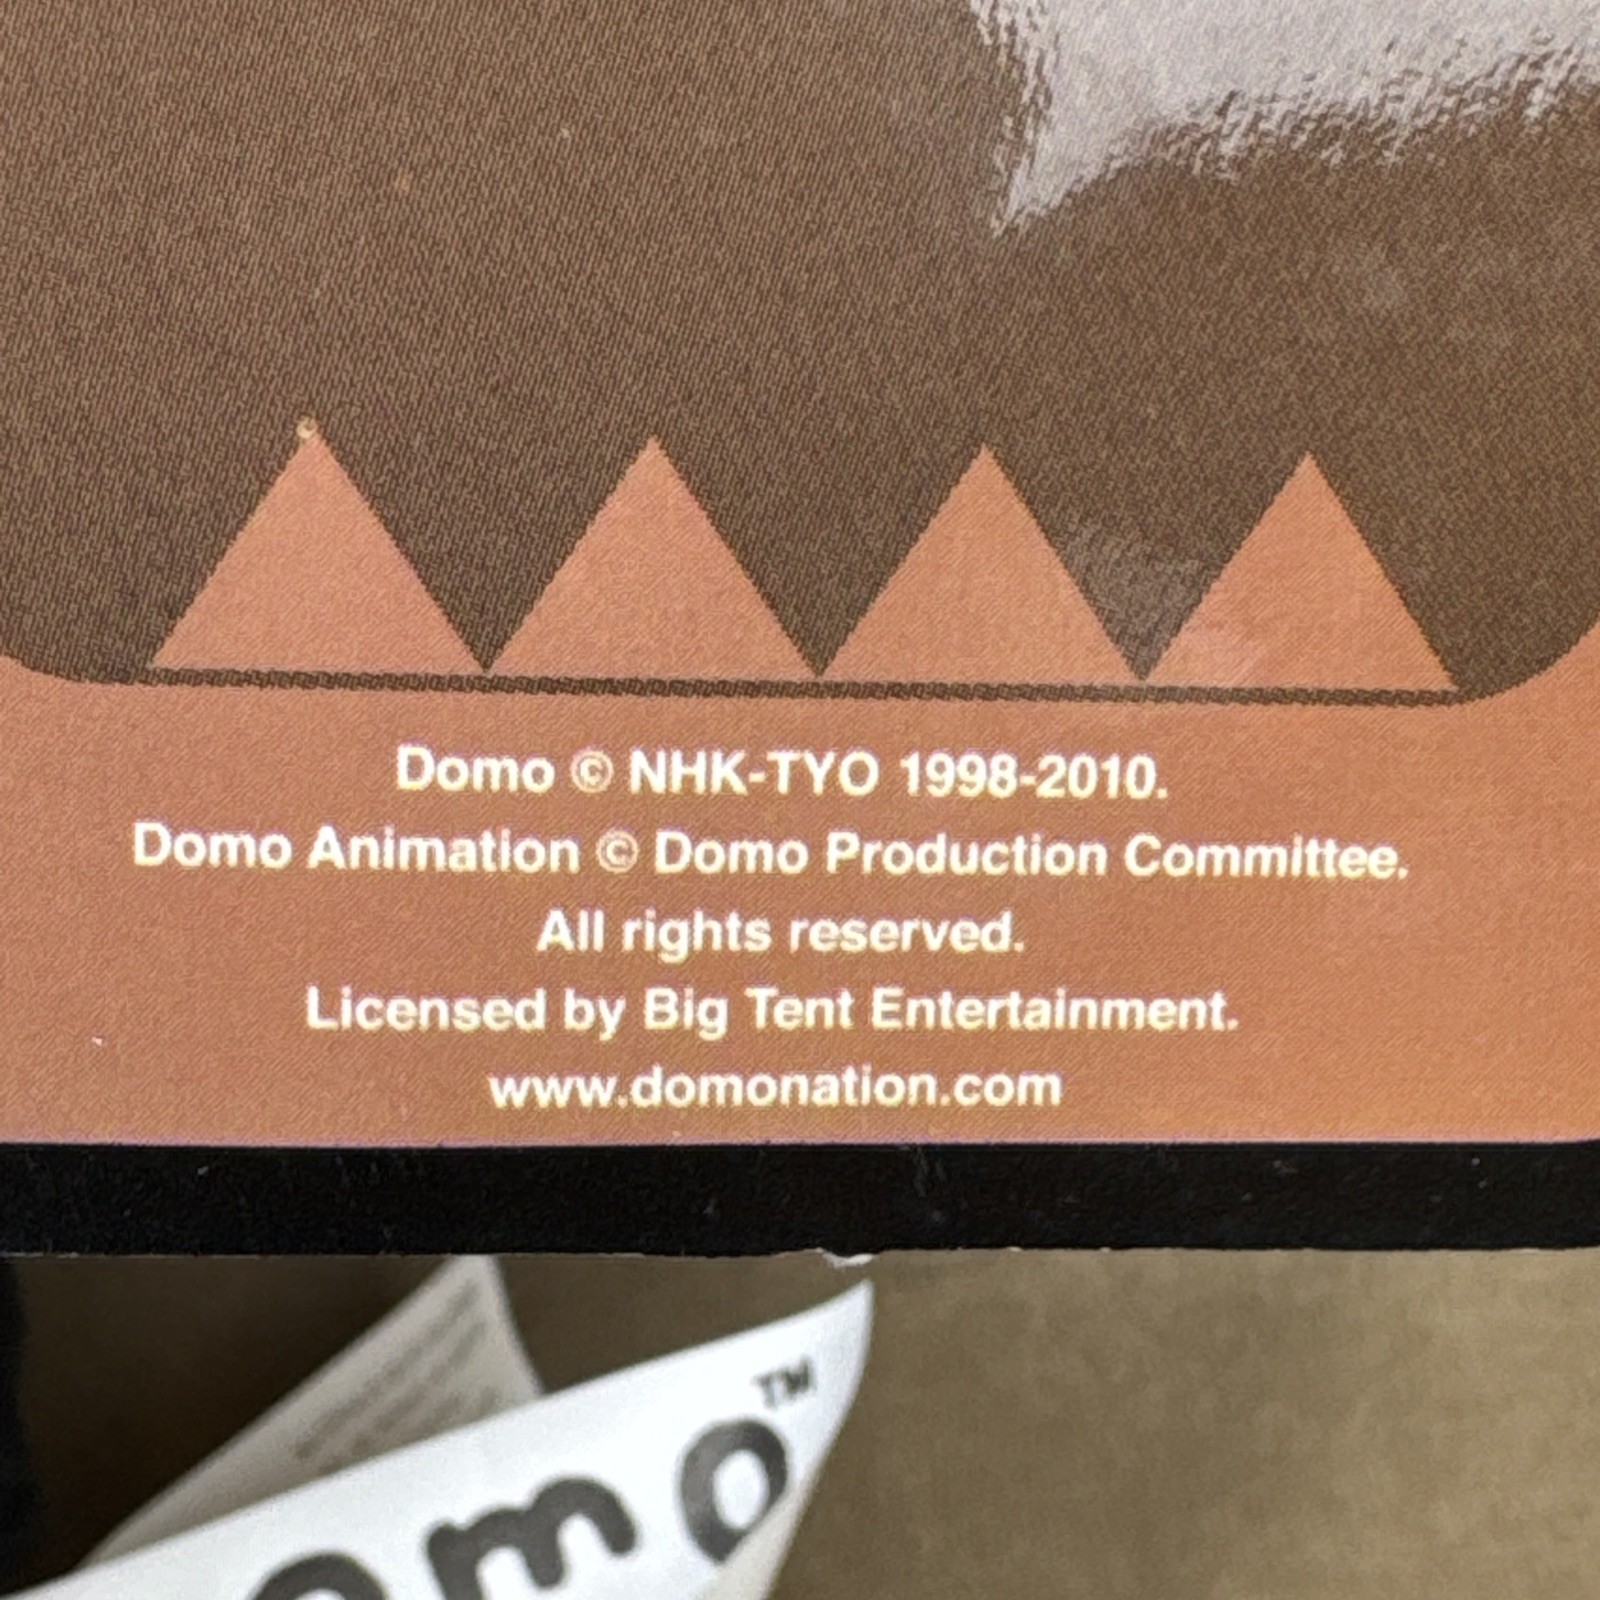 Domo © NHK-TYO 1998-2010.
Domo Animation © Domo Production Committee.
All rights reserved.
Licensed by Big Tent Entertainment.
www.domonation.com
omo™